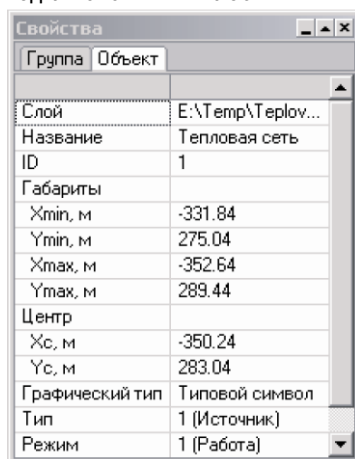 Свойства
Группа Объект
Слой E:\Temp\Teplov...
Название Тепловая сеть
ID 1
Габариты
Xmin, м -331.84
Ymin, м 275.04
Xmax, м -352.64
Ymax, м 289.44
Центр
Xc, м -350.24
Yc, м 283.04
Графический тип Типовой символ
Тип 1 (Источник)
Режим 1 (Работа)